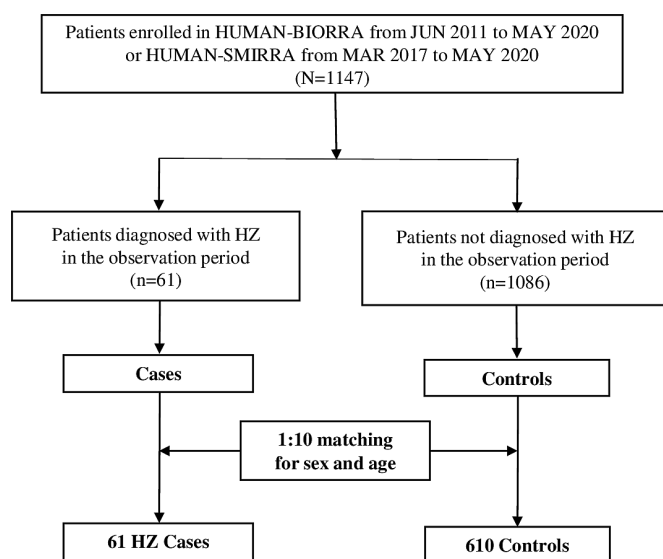 Patients enrolled in HUMAN-BIORRA from JUN 2011 to MAY 2020
or HUMAN-SMIRRA from MAR 2017 to MAY 2020
(N=1147)
Patients diagnosed with HZ
in the observation period
(n=61)
Patients not diagnosed with HZ
in the observation period
(n=1086)
Cases
Controls
1:10 matching
for sex and age
61 HZ Cases
610 Controls